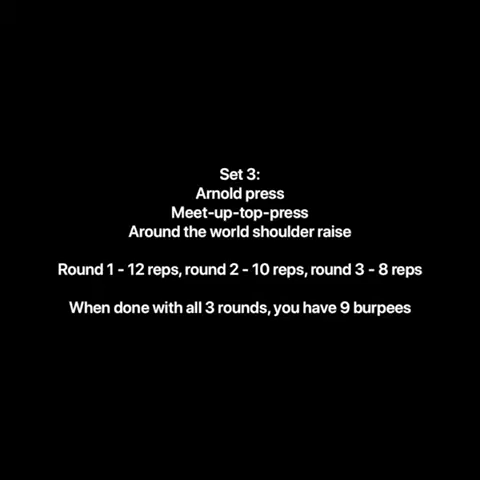 Set 3:
Arnold press
Meet-up-top-press
Around the world shoulder raise
Round 1 - 12 reps, round 2 - 10 reps, round 3 - 8 reps
When done with all 3 rounds, you have 9 burpees